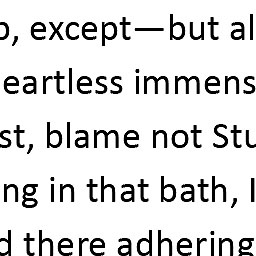 , except—but al
eartless immens
st, blame not Stu
ng in that bath, I
d there adhering